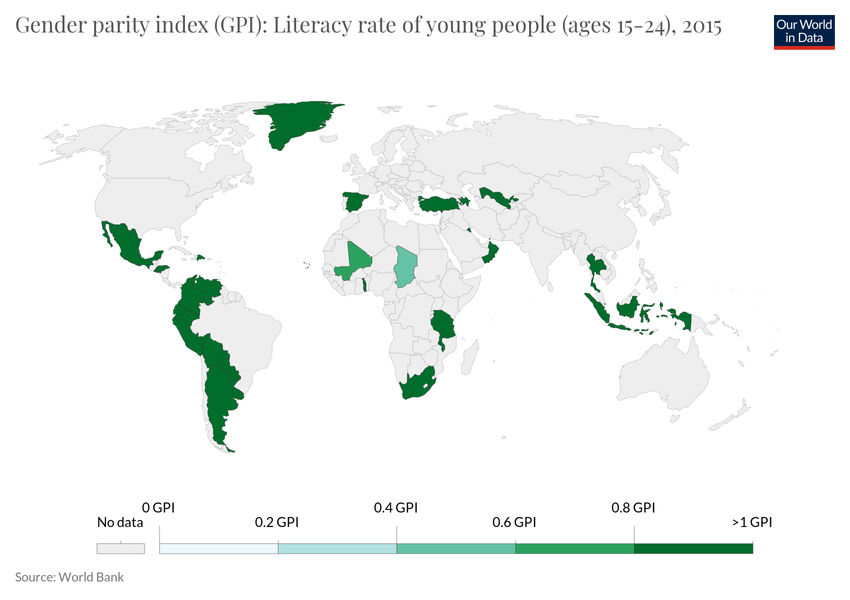 Gender parity index (GPI): Literacy rate of young people (ages 15-24), 2015
Our World
in Data
0 GPI
0.4 GPI
0.8 GPI
No data
0.2 GPI
0.6 GPI
>1 GPI
Source: World Bank